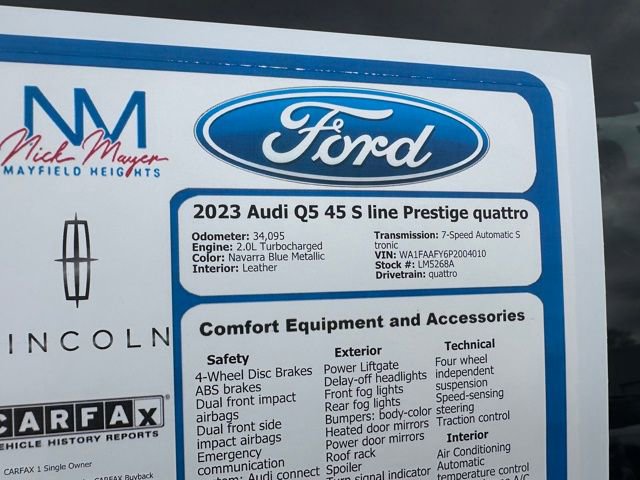 NM
Nick Mayer
MAYFIELD HEIGHTS
Ford
2023 Audi Q5 45 S line Prestige quattro
Odometer: 34,095
Engine: 2.0L Turbocharged
Color: Navarra Blue Metallic
Interior: Leather
Transmission: 7-Speed Automatic S
tronic
VIN: WA1FAAFY6P2004010
Stock #: LM5268A
Drivetrain: quattro
INCOLN
CARFAX
VEHICLE HISTORY REPORTS
CARFAX 1 Single Owner
CARFAX Buyback
Comfort Equipment and Accessories
Safety
4-Wheel Disc Brakes
ABS brakes
Dual front impact
airbags
Dual front side
impact airbags
Emergency
communication
system: Audi connect
Exterior
Power Liftgate
Delay-off headlights
Front fog lights
Rear fog lights
Bumpers: body-color
Heated door mirrors
Power door mirrors
Roof rack
Spoiler
Turn signal indicator
Technical
Four wheel
independent
suspension
Speed-sensing
steering
Traction control
Interior
Air Conditioning
Automatic
temperature control
A/C